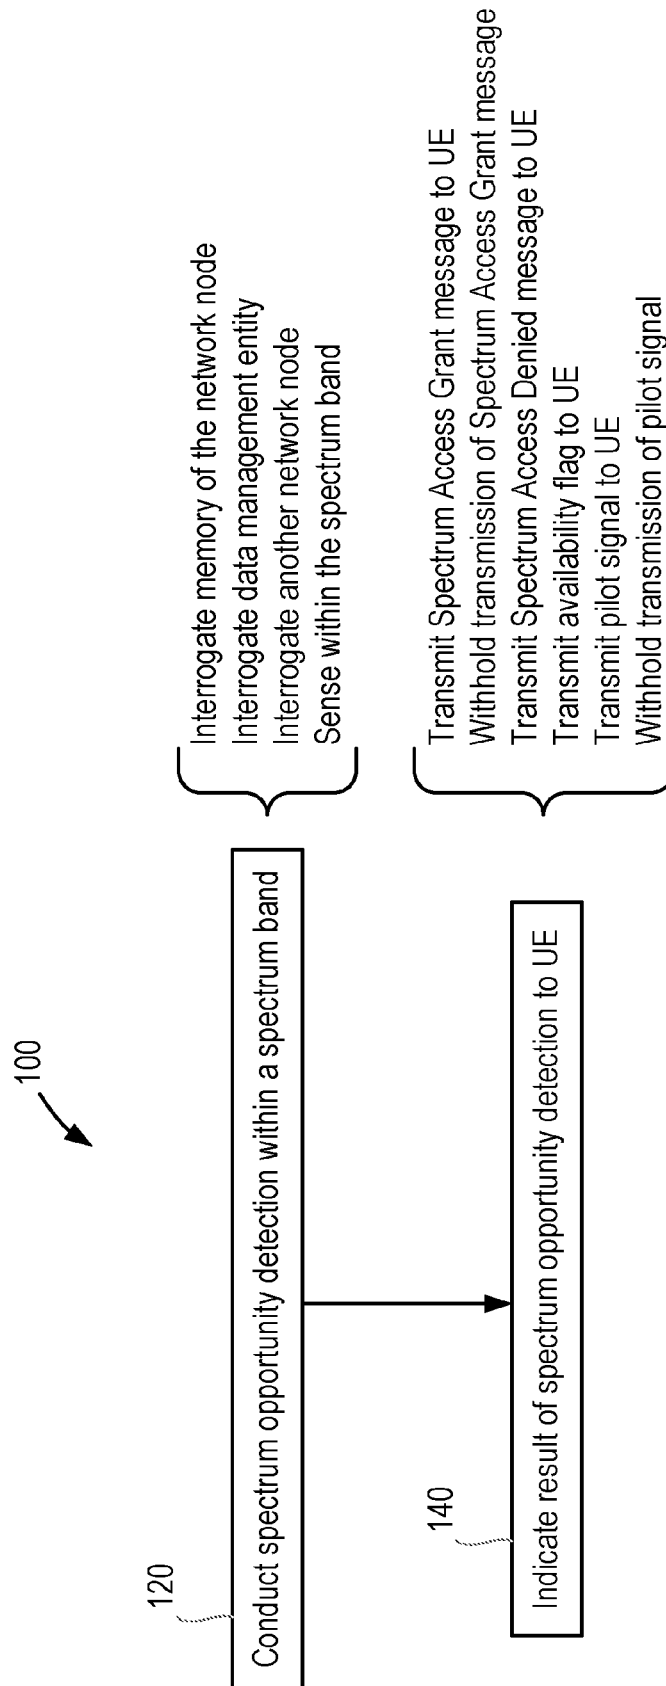 100
120
Conduct spectrum opportunity detection within a spectrum band
Interrogate memory of the network node
Interrogate data management entity
Interrogate another network node
Sense within the spectrum band
140
Indicate result of spectrum opportunity detection to UE
Transmit Spectrum Access Grant message to UE
Withhold transmission of Spectrum Access Grant message
Transmit Spectrum Access Denied message to UE
Transmit availability flag to UE
Transmit pilot signal to UE
Withhold transmission of pilot signal